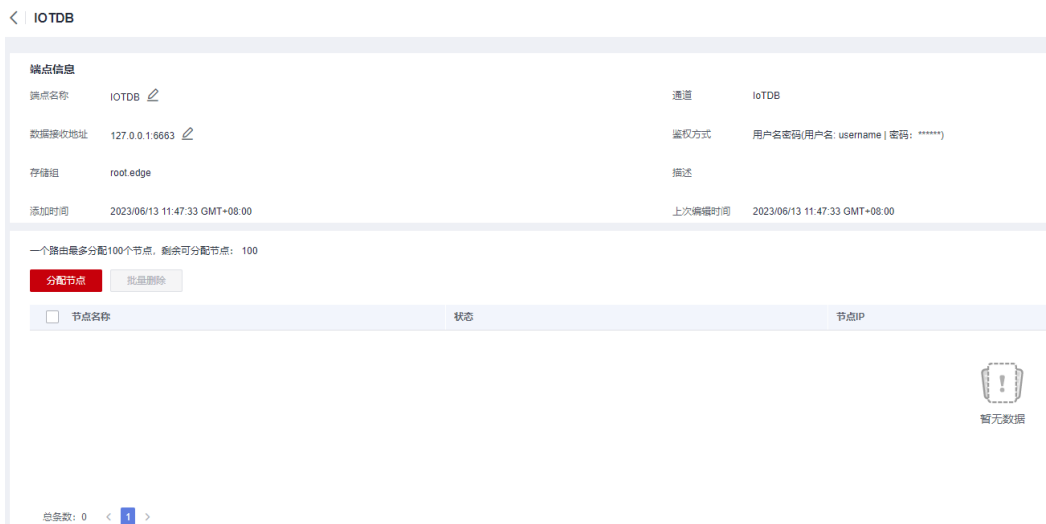 IOTDB
端点信息
端点名称 IOTDB 通道 IoTDB
数据接收地址 127.0.0.1:6663 鉴权方式 用户名密码(用户名: username | 密码: ******)
存储组 root.edge 描述
添加时间 2023/06/13 11:47:33 GMT+08:00 上次编辑时间 2023/06/13 11:47:33 GMT+08:00
一个路由最多分配100个节点, 剩余可分配节点: 100
分配节点 批量删除
节点名称 状态 节点IP
暂无数据
总条数: 0 < 1 >